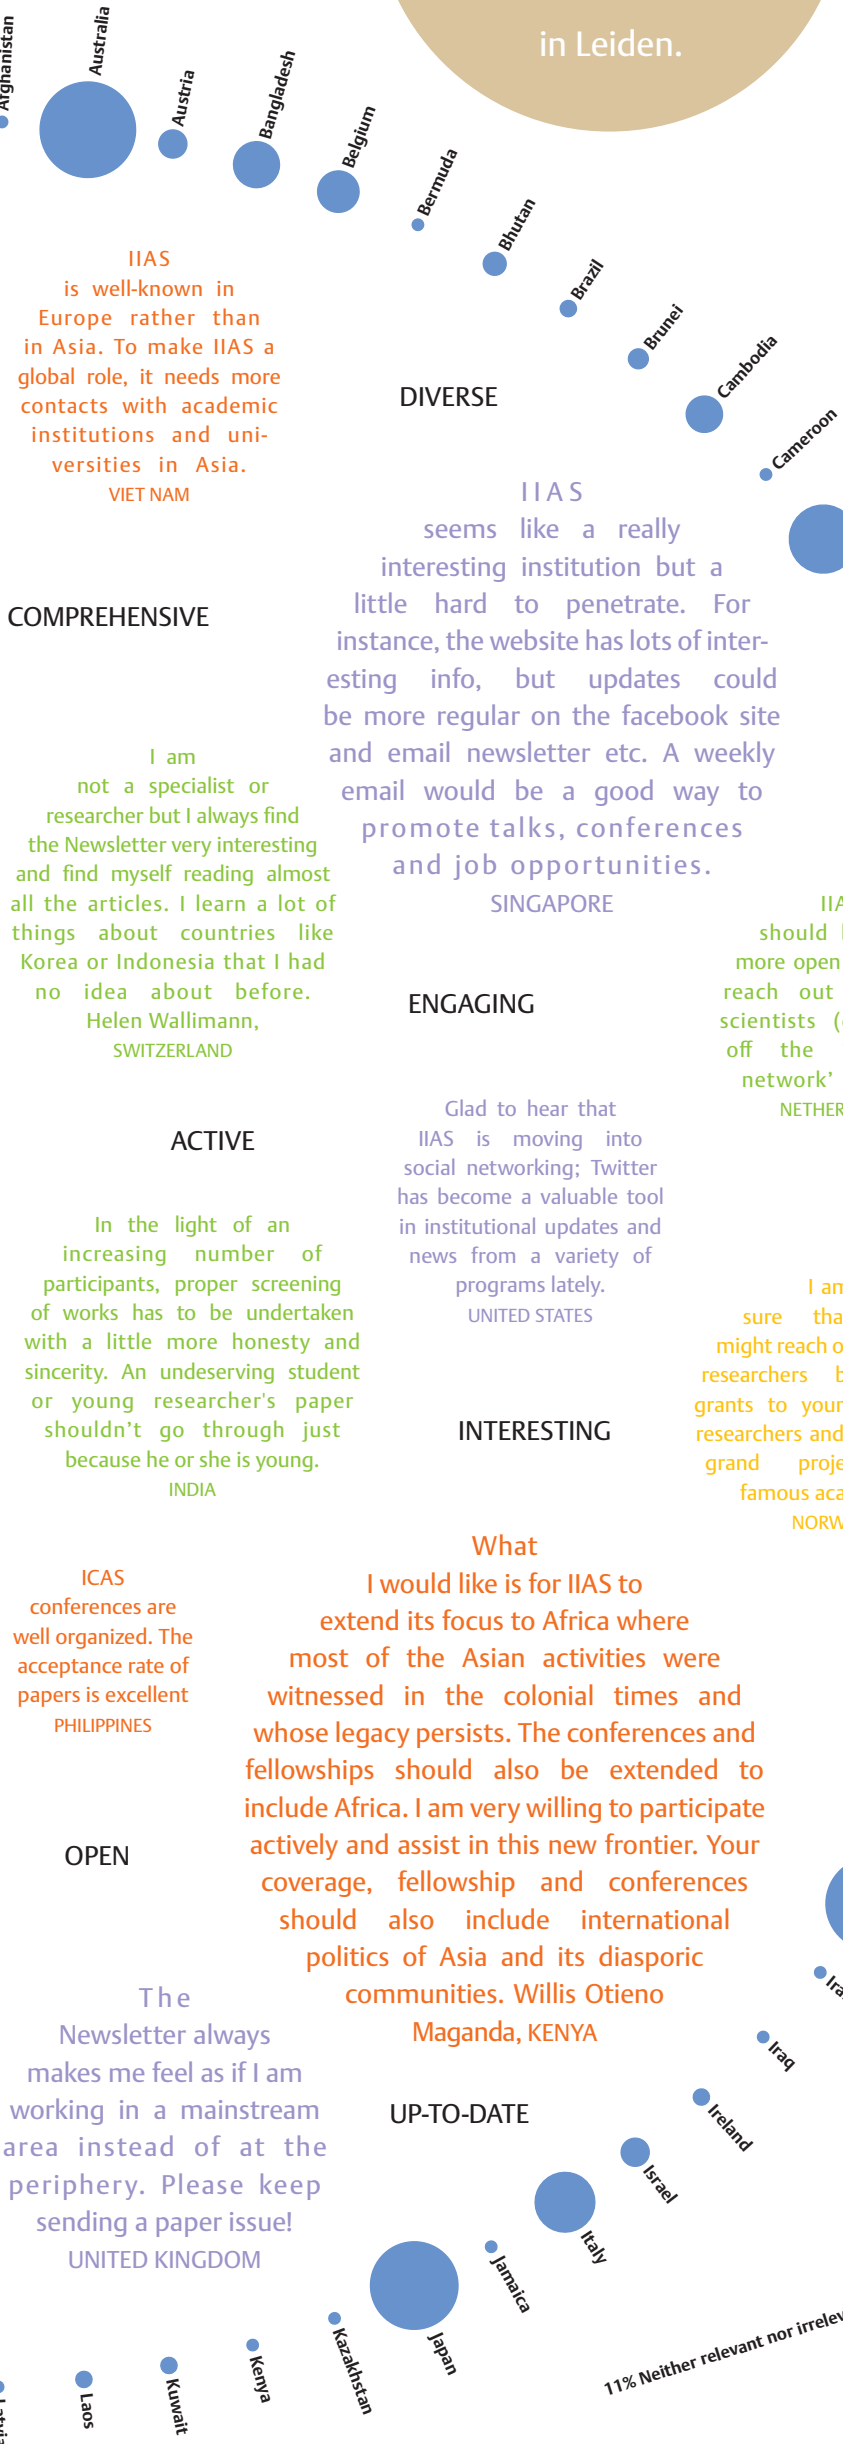 Afghanistan
Australia
Austria
Bangladesh
Belgium
Bermuda
Bhutan
Brazil
Brunei
Cambodia
Cameroon
in Leiden.
IIAS
is well-known in
Europe rather than
in Asia. To make IIAS a
global role, it needs more
contacts with academic
institutions and uni-
versities in Asia.
VIET NAM
DIVERSE
IIAS
seems like a really
interesting institution but a
little hard to penetrate. For
instance, the website has lots of inter-
esting info, but updates could
be more regular on the facebook site
and email newsletter etc. A weekly
email would be a good way to
promote talks, conferences
and job opportunities.
SINGAPORE
COMPREHENSIVE
I am
not a specialist or
researcher but I always find
the Newsletter very interesting
and find myself reading almost
all the articles. I learn a lot of
things about countries like
Korea or Indonesia that I had
no idea about before.
Helen Wallimann,
SWITZERLAND
ENGAGING
should
more open
reach out
scientists
off the
network'
ACTIVE
Glad to hear that
IIAS is moving into
social networking; Twitter
has become a valuable tool
in institutional updates and
news from a variety of
programs lately.
UNITED STATES
In the light of an
increasing number of
participants, proper screening
of works has to be undertaken
with a little more honesty and
sincerity. An undeserving student
or young researcher's paper
shouldn't go through just
because he or she is young.
INDIA
I
sure
might reach
researchers
grants to your
researchers and
grand
famous
INTERESTING
ICAS
conferences are
well organized. The
acceptance rate of
papers is excellent
PHILIPPINES
What
I would like is for IIAS to
extend its focus to Africa where
most of the Asian activities were
witnessed in the colonial times and
whose legacy persists. The conferences and
fellowships should also be extended to
include Africa. I am very willing to participate
actively and assist in this new frontier. Your
coverage, fellowship and conferences
should also include international
politics of Asia and its diasporic
communities. Willis Otieno
Maganda, KENYA
OPEN
The
Newsletter always
makes me feel as if I am
working in a mainstream
area instead of at the
periphery. Please keep
sending a paper issue!
UNITED KINGDOM
UP-TO-DATE
Iraq
Ireland
Israel
Italy
Jamaica
Japan
Kazakhstan
Kenya
Kuwait
Laos
11% Neither relevant nor